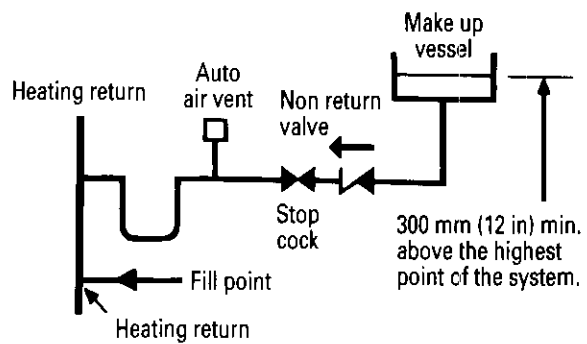 Make up
vessel
Auto
air vent
Heating return
Non return
valve
Stop
cock
300 mm (12 in) min.
above the highest
point of the system.
Fill point
Heating return